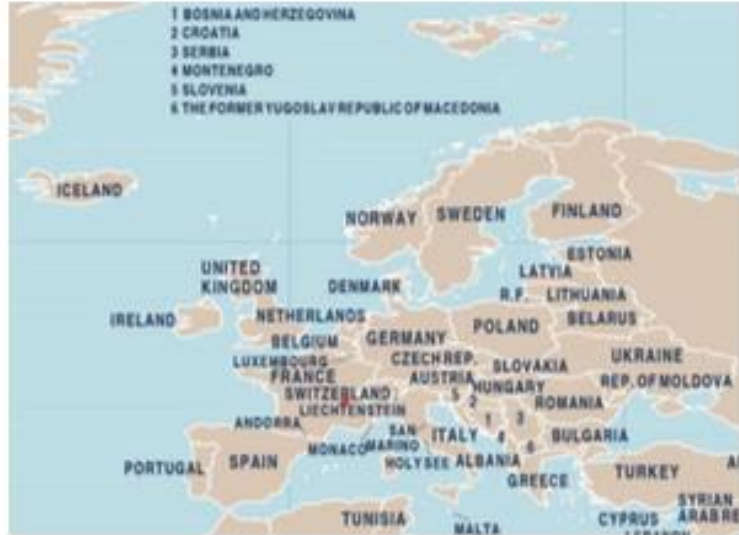 1 BOSNIA AND HERZEGOVINA
2 CROATIA
3 SERBIA
4 MONTENEGRO
5 SLOVENIA
6 THE FORMER YUGOSLAV REPUBLIC OF MACEDONIA
ICELAND
NORWAY
SWEDEN
FINLAND
ESTONIA
UNITED
KINGDOM
DENMARK
LATVIA
R.F.
LITHUANIA
IRELAND
NETHERLANDS
POLAND
BELARUS
BELGIUM
GERMANY
LUXEMBOURG
CZECH REP.
SLOVAKIA
UKRAINE
FRANCE
AUSTRIA
HUNGARY
REP. OF MOLDOVA
SWITZERLAND
5
2
ROMANIA
LIECHTENSTEIN
ANDORRA
1
3
MONACO
SAN
MARINO
ITALY
4
6
BULGARIA
PORTUGAL
SPAIN
HOLY SEE
ALBANIA
GREECE
TURKEY
SYRIAN
ARAB RE
TUNISIA
MALTA
CYPRUS
LEBANON